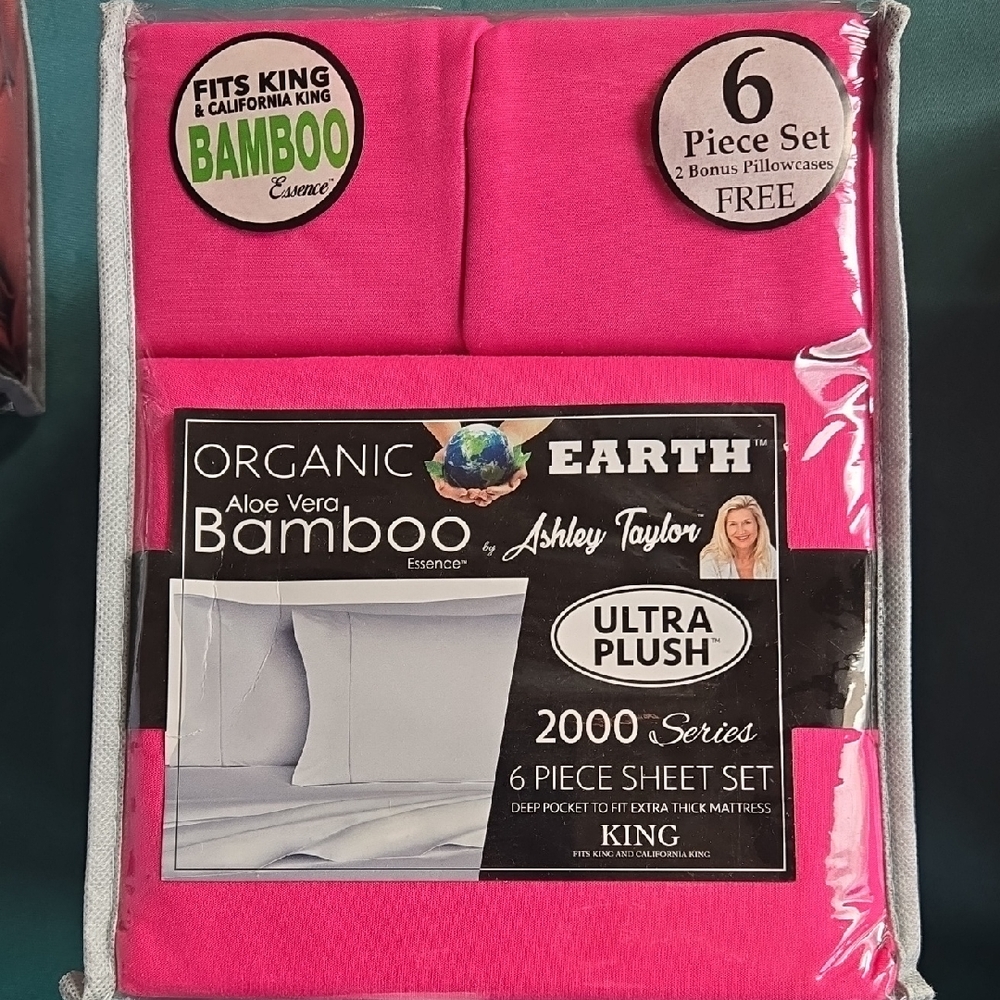 FITS KING
& CALIFORNIA KING
BAMBOO
Essence™
6
Piece Set
2 Bonus Pillowcases
FREE
ORGANIC EARTH™
Aloe Vera
Bamboo by Ashley Taylor™
Essence™
ULTRA
PLUSH™
2000 Series
6 PIECE SHEET SET
DEEP POCKET TO FIT EXTRA THICK MATTRESS
KING
FITS KING AND CALIFORNIA KING